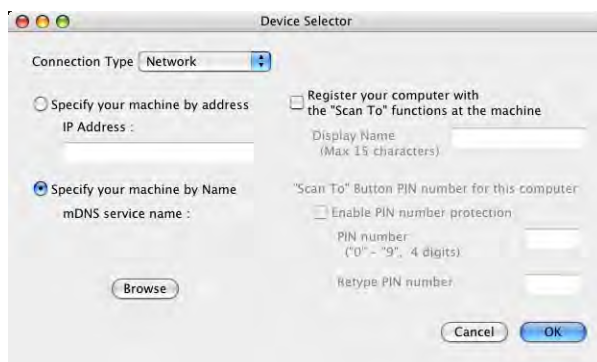 Device Selector
Connection Type Network
Specify your machine by address
IP Address :
Specify your machine by Name
mDNS service name :
Browse
Register your computer with
the "Scan To" functions at the machine
Display Name
(Max 15 characters)
"Scan To" Button PIN number for this computer
Enable PIN number protection
PIN number
("0" - "9", 4 digits)
Retype PIN number
Cancel OK